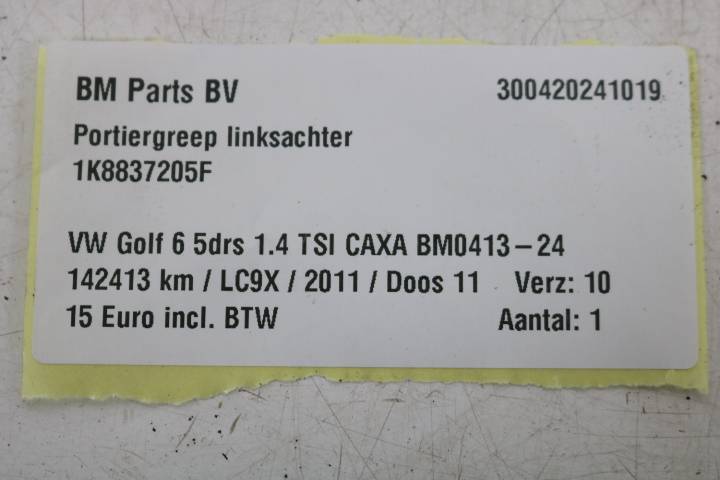 BM Parts BV 300420241019
Portiergreep linksachter
1K8837205F
VW Golf 6 5drs 1.4 TSI CAXA BM0413-24
142413 km / LC9X / 2011 / Doos 11 Verz: 10
15 Euro incl. BTW Aantal: 1